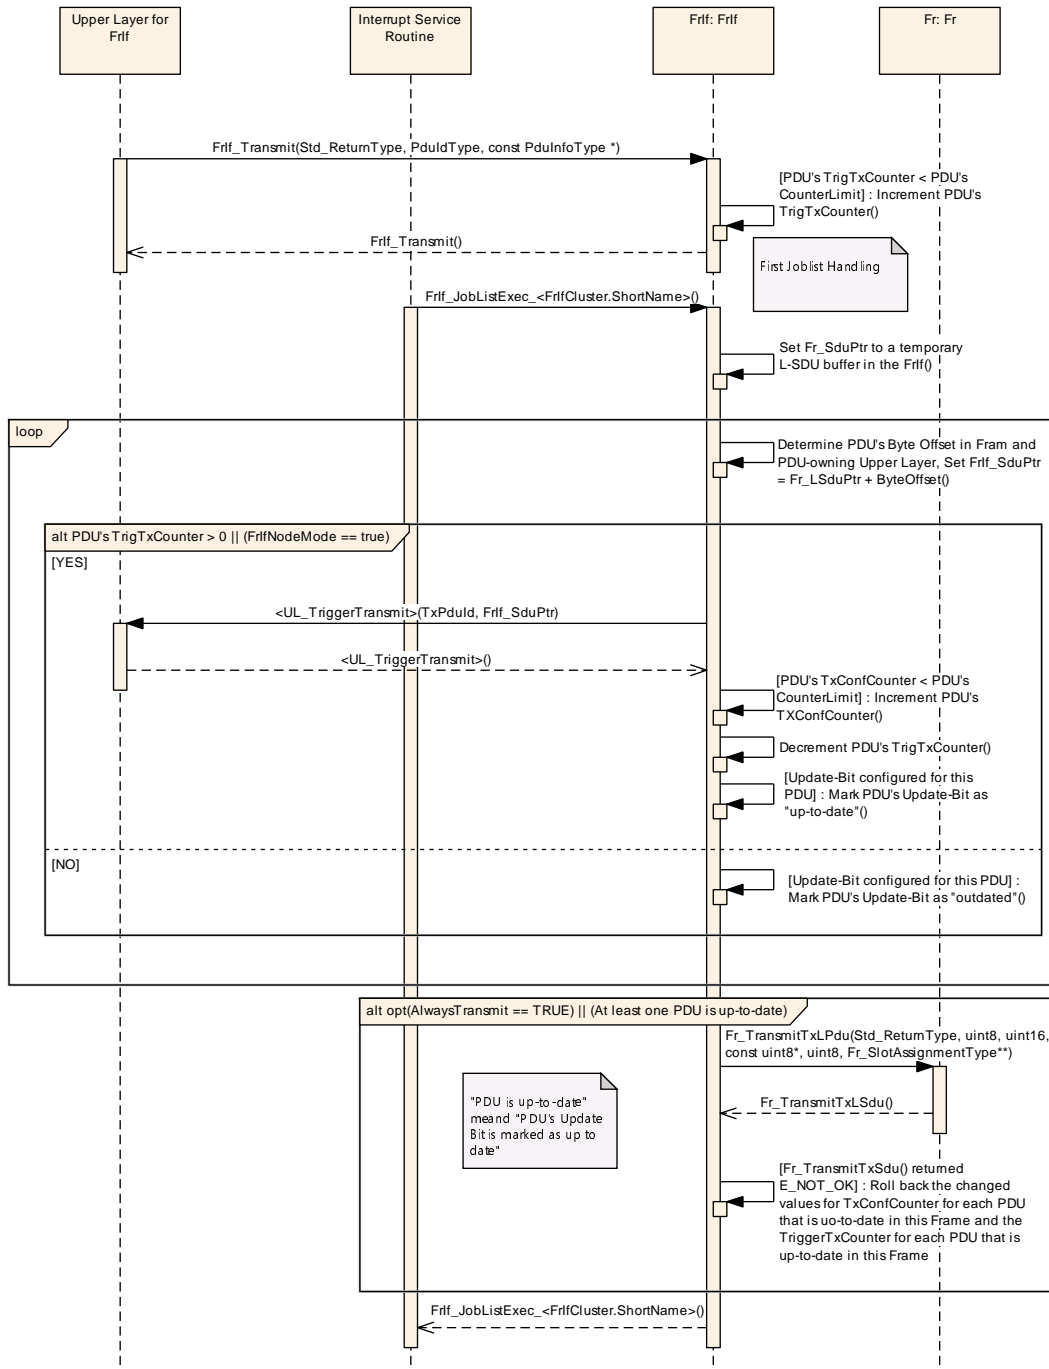 Upper Layer for
FrIf
Interrupt Service
Routine
FrIf: FrIf
Fr: Fr
FrIf_Transmit(Std_ReturnType, PduIdType, const PduInfoType *)
[PDU's TrigTxCounter < PDU's
CounterLimit] : Increment PDU's
TrigTxCounter()
FrIf_Transmit()
First Joblist Handling
FrIf_JobListExec_<FrIfCluster.ShortName>()
Set Fr_SduPtr to a temporary
L-SDU buffer in the FrIf()
loop
Determine PDU's Byte Offset in Fram and
PDU-owning Upper Layer, Set FrIf_SduPtr
= Fr_LSduPtr + ByteOffset()
alt PDU's TrigTxCounter > 0 || (FrIfNodeMode == true)
[YES]
<UL_TriggerTransmit>(TxPduId, FrIf_SduPtr)
<UL_TriggerTransmit>()
[PDU's TxConfCounter < PDU's
CounterLimit] : Increment PDU's
TXConfCounter()
Decrement PDU's TrigTxCounter()
[Update-Bit configured for this
PDU] : Mark PDU's Update-Bit as
"up-to-date"()
[NO]
[Update-Bit configured for this PDU] :
Mark PDU's Update-Bit as "outdated"()
alt opt(AlwaysTransmit == TRUE) || (At least one PDU is up-to-date)
Fr_TransmitTxLPdu(Std_ReturnType, uint8, uint16,
const uint8*, uint8, Fr_SlotAssignmentType**)
"PDU is up-to-date"
meand "PDU's Update
Bit is marked as up to
date"
Fr_TransmitTxLSdu()
[Fr_TransmitTxSdu() returned
E_NOT_OK] : Roll back the changed
values for TxConfCounter for each PDU
that is uo-to-date in this Frame and the
TriggerTxCounter for each PDU that is
up-to-date in this Frame
FrIf_JobListExec_<FrIfCluster.ShortName>()